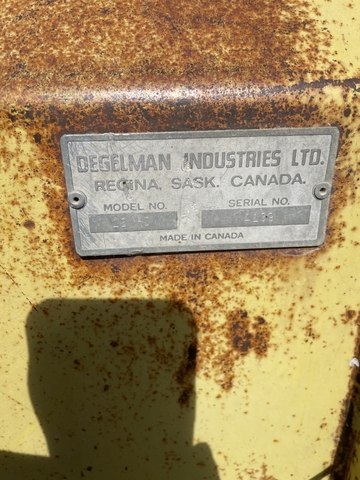 DEGELMAN INDUSTRIES LTD.
REGINA, SASK. CANADA.
MODEL NO. SERIAL NO.
MADE IN CANADA